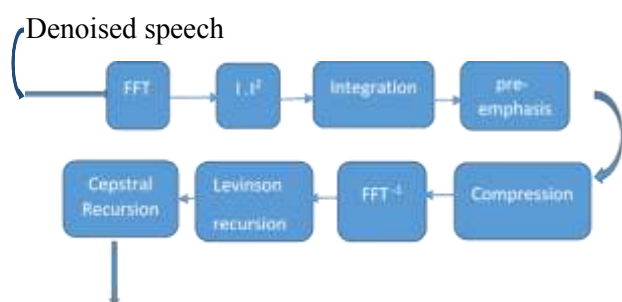 Denoised speech
FFT
| . |²
Integration
pre-
emphasis
Compression
FFT ⁻¹
Levinson
recursion
Cepstral
Recursion